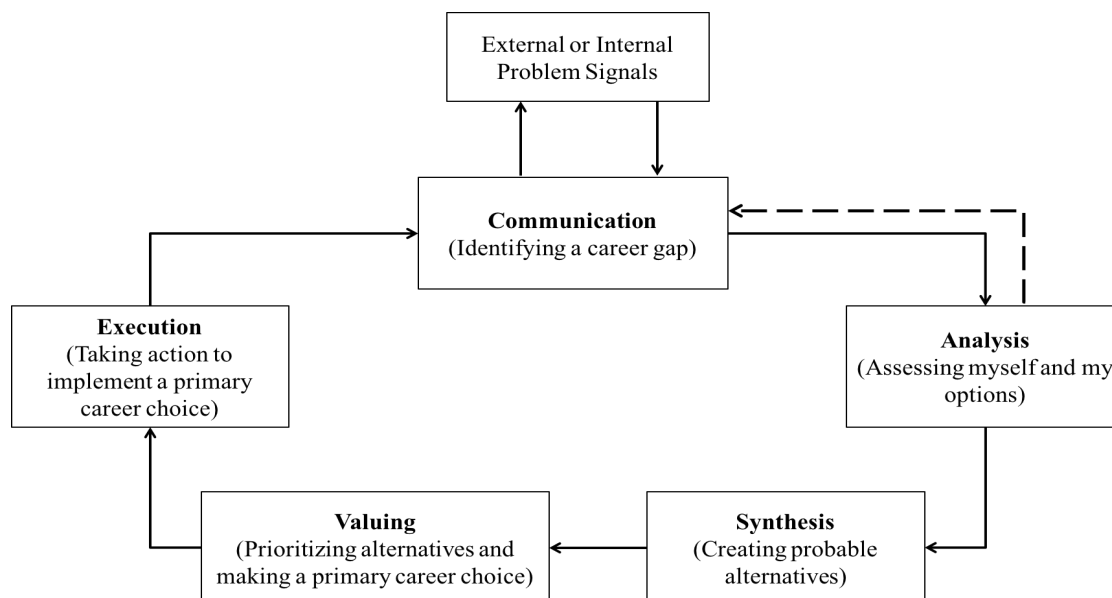 External or Internal
Problem Signals
Communication
(Identifying a career gap)
Execution
(Taking action to
implement a primary
career choice)
Analysis
(Assessing myself and my
options)
Valuing
(Prioritizing alternatives and
making a primary career choice)
Synthesis
(Creating probable
alternatives)